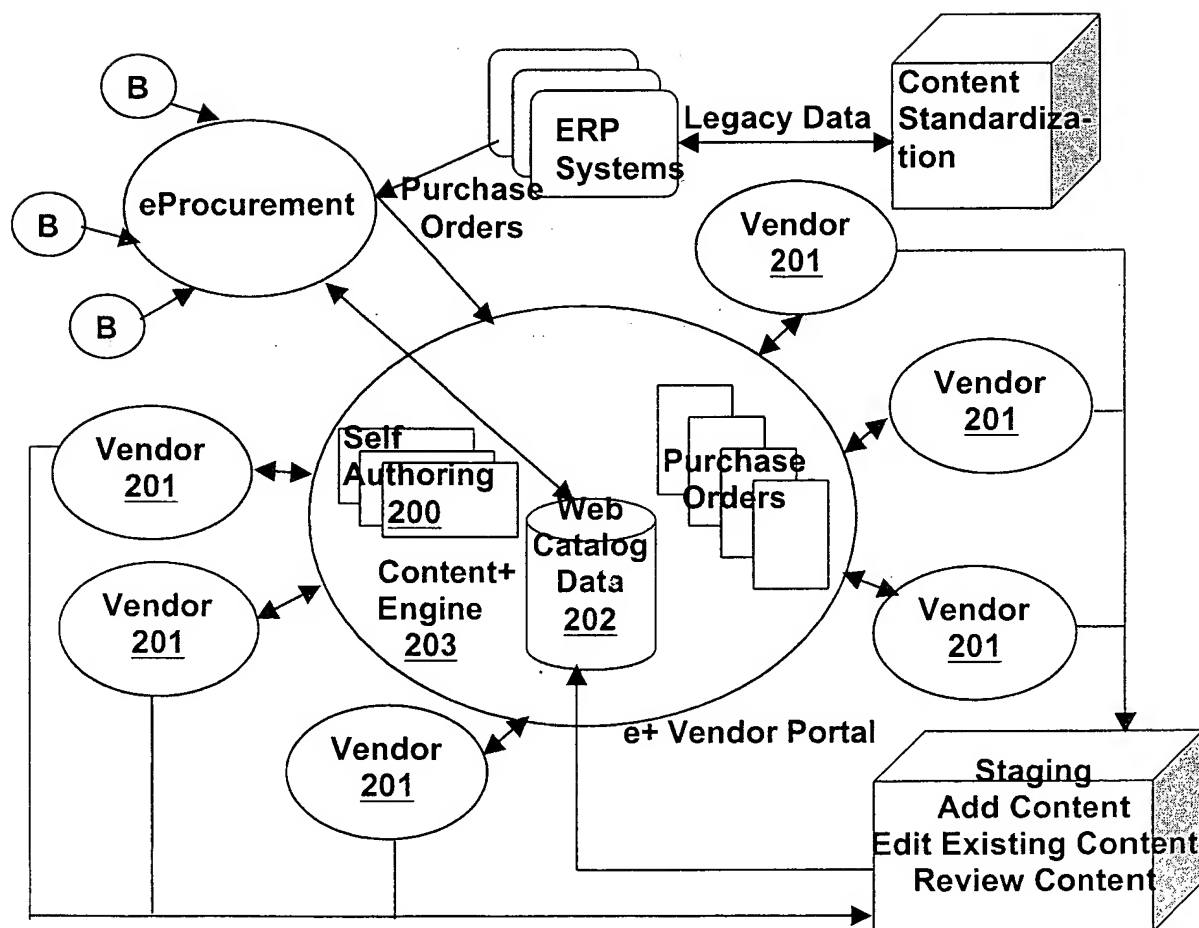 B
B
B
eProcurement
ERP
Systems
Legacy Data
Content
Standardiza-
tion
Purchase
Orders
Vendor
201
Vendor
201
Vendor
201
Vendor
201
Vendor
201
Vendor
201
Self
Authoring
200
Content+
Engine
203
Web
Catalog
Data
202
Purchase
Orders
e+ Vendor Portal
Staging
Add Content
Edit Existing Content
Review Content